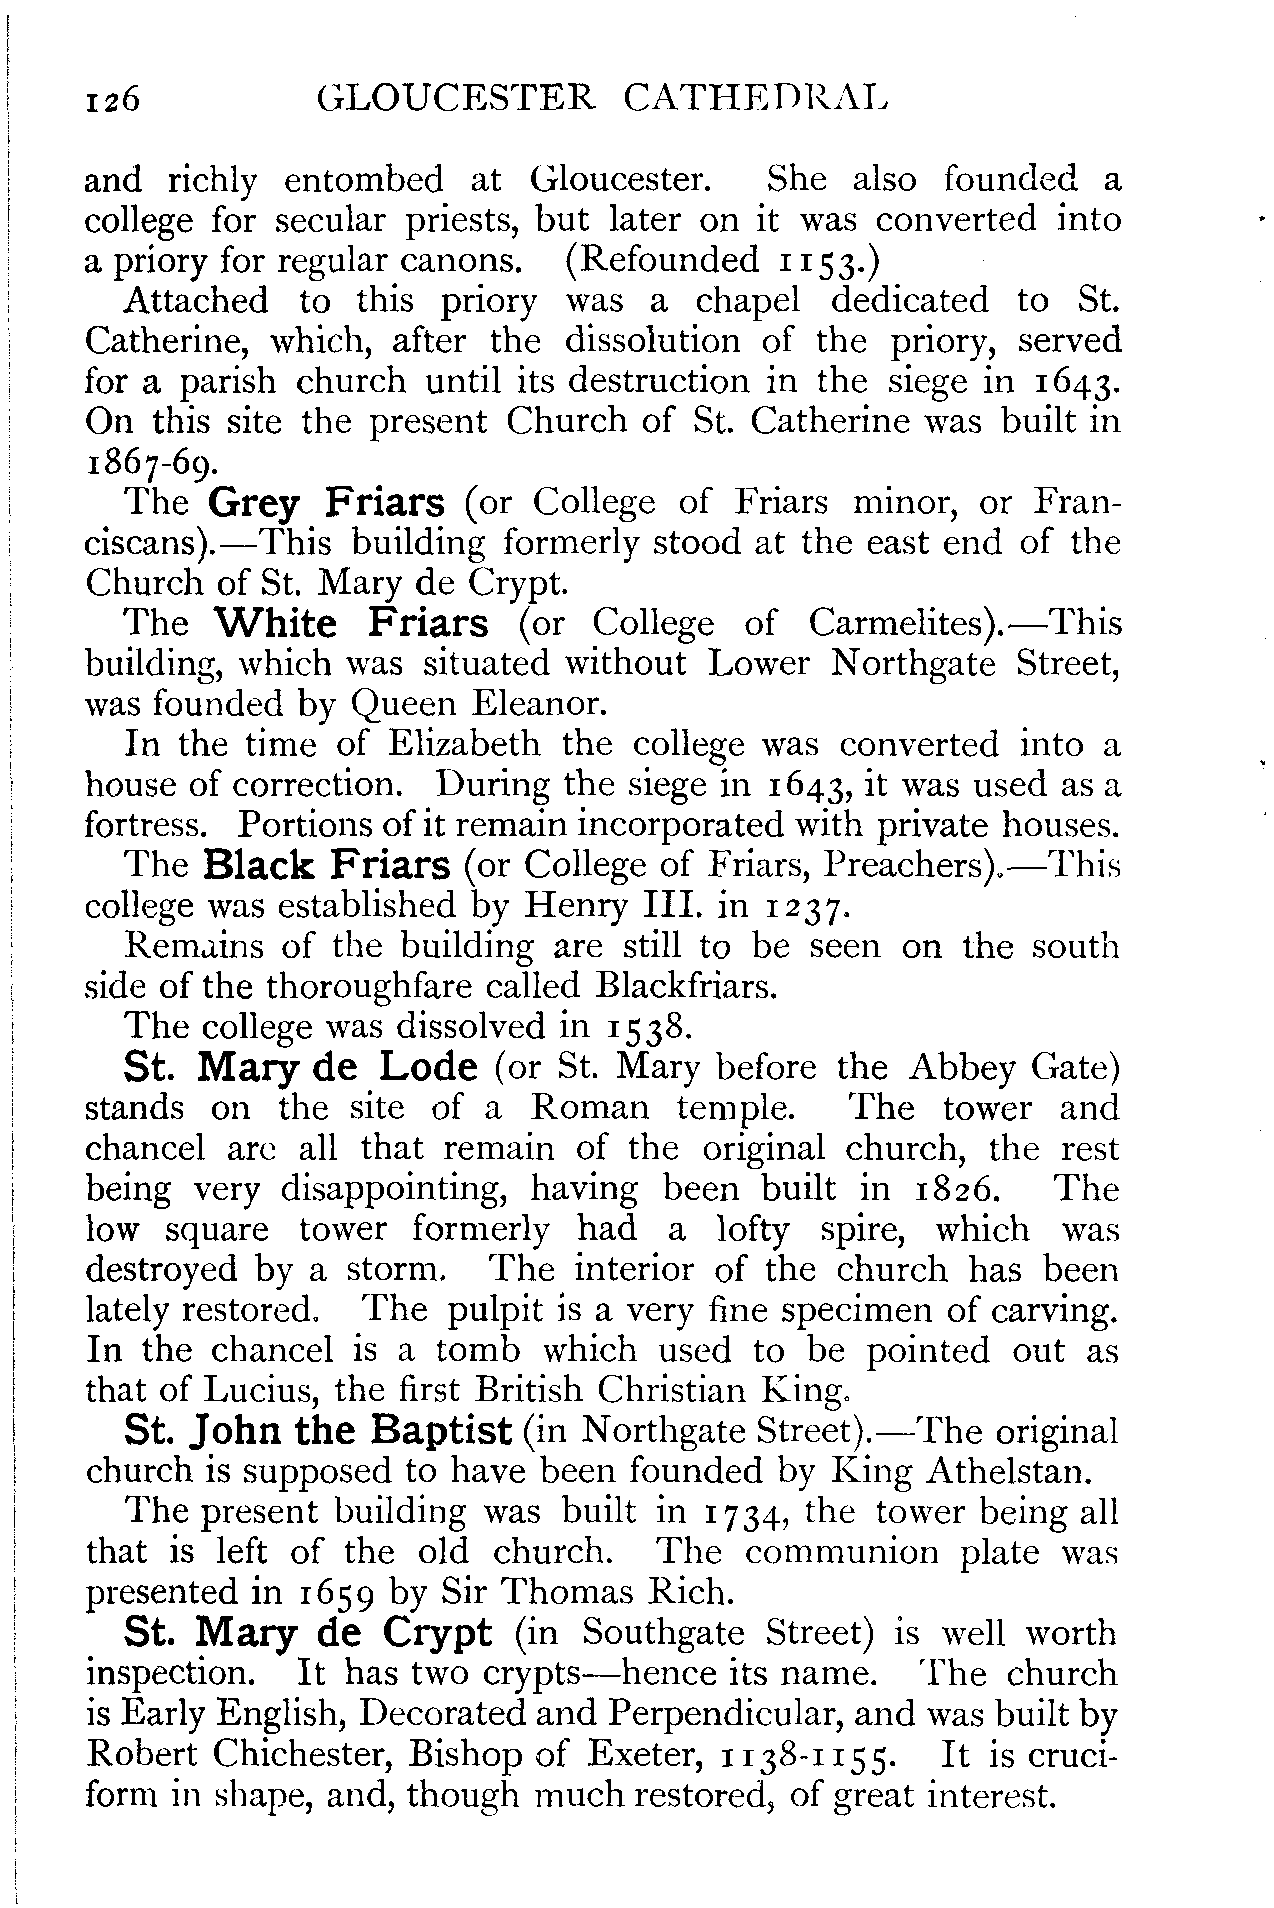 126 GLOUCESTER CATHEDRAL
and richly entombed at Gloucester. She also founded a
college for secular priests, but later on it was converted into
a priory for regular canons. (Refounded 1153.)
Attached to this priory was a chapel dedicated to St.
Catherine, which, after the dissolution of the priory, served
for a parish church until its destruction in the siege in 1643.
On this site the present Church of St. Catherine was built in
1867-69.
The Grey Friars (or College of Friars minor, or Fran-
ciscans).—This building formerly stood at the east end of the
Church of St. Mary de Crypt.
The White Friars (or College of Carmelites).—This
building, which was situated without Lower Northgate Street,
was founded by Queen Eleanor.
In the time of Elizabeth the college was converted into a
house of correction. During the siege in 1643, it was used as a
fortress. Portions of it remain incorporated with private houses.
The Black Friars (or College of Friars, Preachers).—This
college was established by Henry III. in 1237.
Remains of the building are still to be seen on the south
side of the thoroughfare called Blackfriars.
The college was dissolved in 1538.
St. Mary de Lode (or St. Mary before the Abbey Gate)
stands on the site of a Roman temple. The tower and
chancel are all that remain of the original church, the rest
being very disappointing, having been built in 1826. The
low square tower formerly had a lofty spire, which was
destroyed by a storm. The interior of the church has been
lately restored. The pulpit is a very fine specimen of carving.
In the chancel is a tomb which used to be pointed out as
that of Lucius, the first British Christian King.
St. John the Baptist (in Northgate Street).—The original
church is supposed to have been founded by King Athelstan.
The present building was built in 1734, the tower being all
that is left of the old church. The communion plate was
presented in 1659 by Sir Thomas Rich.
St. Mary de Crypt (in Southgate Street) is well worth
inspection. It has two crypts—hence its name. The church
is Early English, Decorated and Perpendicular, and was built by
Robert Chichester, Bishop of Exeter, 1138-1155. It is cruci-
form in shape, and, though much restored, of great interest.